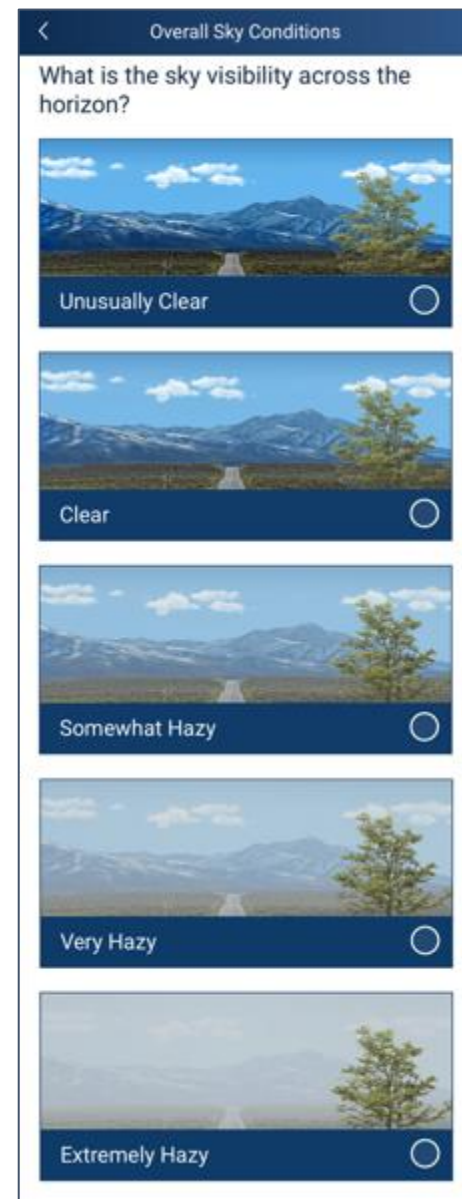 Overall Sky Conditions
What is the sky visibility across the
horizon?
Unusually Clear
Clear
Somewhat Hazy
Very Hazy
Extremely Hazy